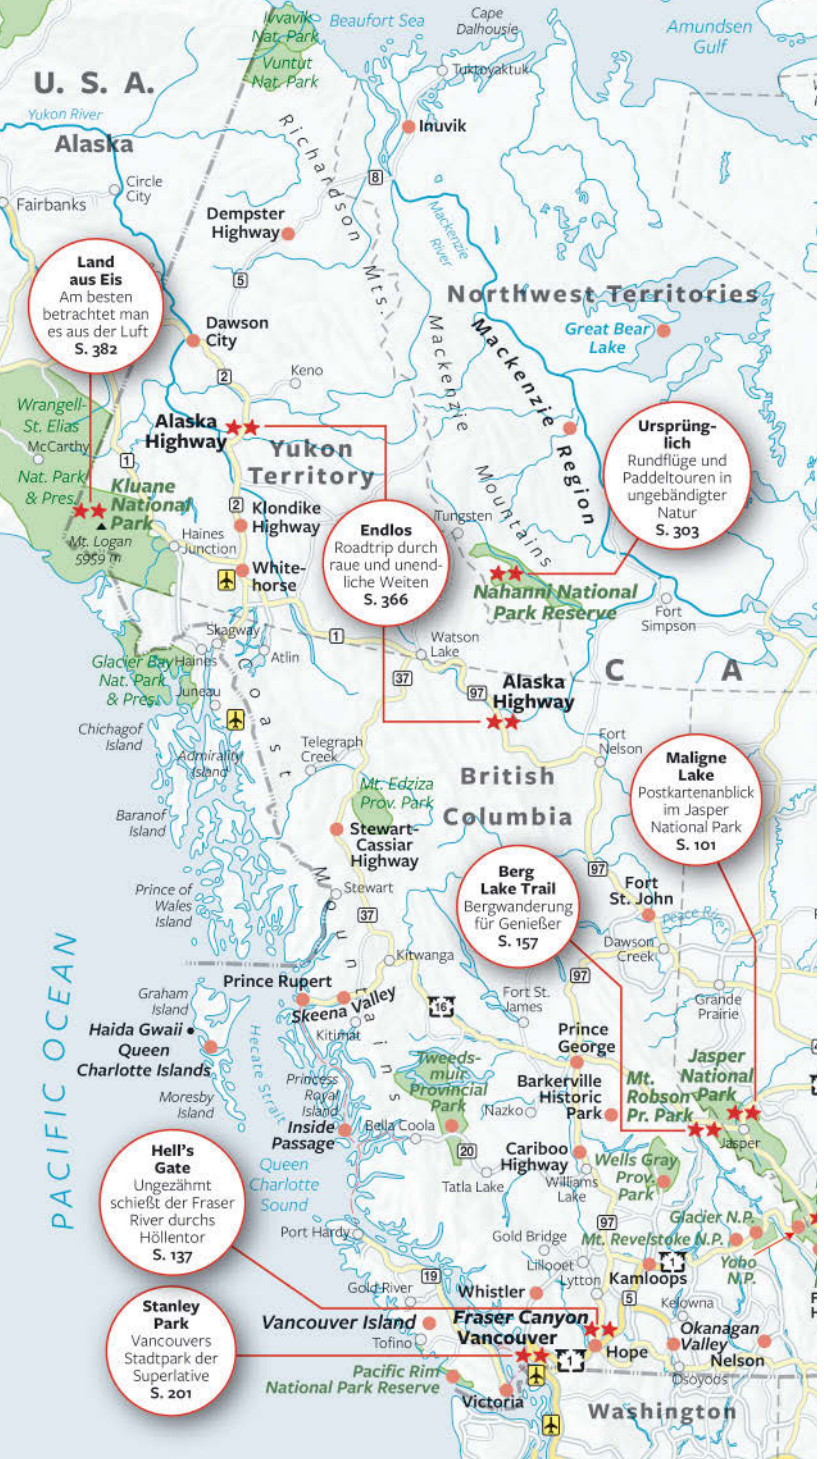 Ivvavik
Nat. Park
Vuntut
Nat. Park
Beaufort Sea
Cape
Dalhousie
Amundsen
Gulf
Tuktoyaktuk
U. S. A.
Yukon River
Alaska
Inuvik
Richardson Mts.
8
Circle
City
Fairbanks
Dempster
Highway
Mackenzie
River
5
Land
aus Eis
Am besten
betrachtet man
es aus der Luft
S. 382
Northwest Territories
Great Bear
Lake
Dawson
City
Mackenzie Region
Mackenzie
Mountains
2
Keno
Wrangell-
St. Elias
Nat. Park
& Pres.
McCarthy
Alaska
Highway
Yukon
Territory
Ursprüng-
lich
Rundflüge und
Paddeltouren in
ungebändigter
Natur
S. 303
1
Kluane
National
Park
Mt. Logan
5959 m
2
Klondike
Highway
Haines
Junction
White-
horse
Endlos
Roadtrip durch
raue und unend-
liche Weiten
S. 366
Tungsten
Nahanni National
Park Reserve
Fort
Simpson
Skagway
1
Watson
Lake
Glacier Bay
Nat. Park
& Pres.
Haines
Atlin
Juneau
37
97
C A
Alaska
Highway
Coast
Mountains
Chichagof
Island
Admirality
Island
Telegraph
Creek
Fort
Nelson
Maligne
Lake
Postkartenanblick
im Jasper
National Park
S. 101
British
Columbia
Mt. Edziza
Prov. Park
Baranof
Island
Stewart-
Cassiar
Highway
Berg
Lake Trail
Bergwanderung
für Genießer
S. 157
97
Fort
St. John
Peace River
Prince of
Wales
Island
Stewart
37
Dawson
Creek
Kitwanga
97
PACIFIC OCEAN
Prince Rupert
Skeena Valley
Graham
Island
Haida Gwaii
Queen
Charlotte Islands
Hecate Strait
Kitimat
16
Fort St.
James
Grande
Prairie
Prince
George
Moresby
Island
Princess
Royal
Island
Tweeds-
muir
Provincial
Park
Barkerville
Historic
Park
Mt.
Robson
Pr. Park
Jasper
National
Park
Inside
Passage
Bella Coola
Nazko
Jasper
Hell's
Gate
Ungezähmt
schießt der Fraser
River durchs
Höllentor
S. 137
Queen
Charlotte
Sound
20
Tatla Lake
Cariboo
Highway
Williams
Lake
Wells Gray
Prov.
Park
Port Hardy
97
Glacier N.P.
Mt. Revelstoke N.P.
Gold Bridge
Lillooet
Lytton
Kamloops
1
Yoho
N.P.
19
Gold River
Whistler
5
Kelowna
Stanley
Park
Vancouvers
Stadtpark der
Superlative
S. 201
Vancouver Island
Fraser Canyon
Vancouver
Tofino
1
Hope
Okanagan
Valley
Nelson
Osoyoos
Pacific Rim
National Park Reserve
Victoria
Washington